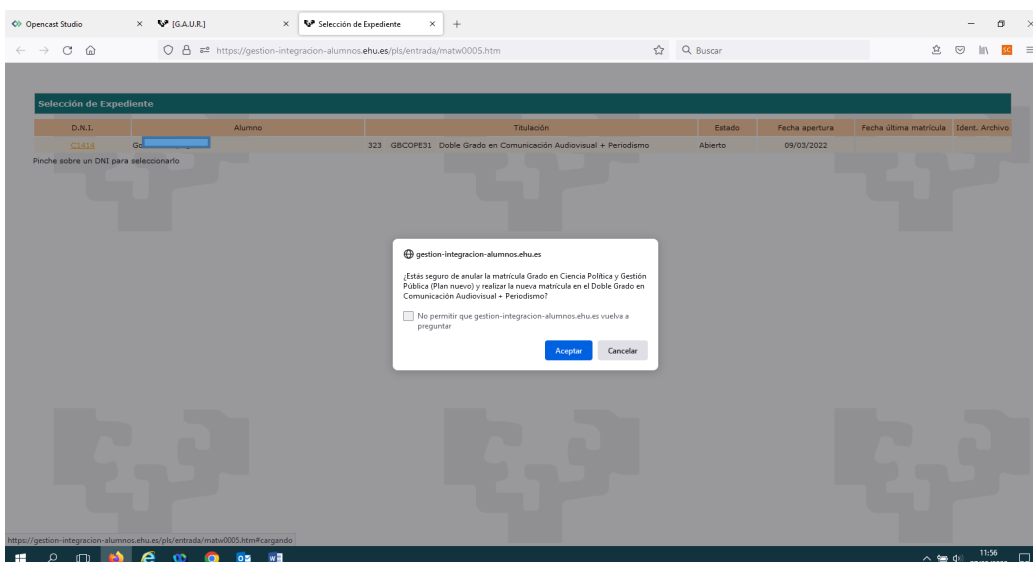 Opencast Studio
[G.A.U.R.]
Selección de Expediente
https://gestion-integracion-alumnos.ehu.es/pls/entrada/matw0005.htm
Buscar
Selección de Expediente
D.N.I. Alumno Titulación Estado Fecha apertura Fecha última matrícula Ident. Archivo
C1414 323 GBCOPE31 Doble Grado en Comunicación Audiovisual + Periodismo Abierto 09/03/2022
Pinche sobre un DNI para seleccionarlo
gestion-integracion-alumnos.ehu.es
¿Estás seguro de anular la matrícula Grado en Ciencia Política y Gestión
Pública (Plan nuevo) y realizar la nueva matrícula en el Doble Grado en
Comunicación Audiovisual + Periodismo?
No permitir que gestion-integracion-alumnos.ehu.es vuelva a
preguntar
Aceptar Cancelar
https://gestion-integracion-alumnos.ehu.es/pls/entrada/matw0005.htm#cargando
11:56